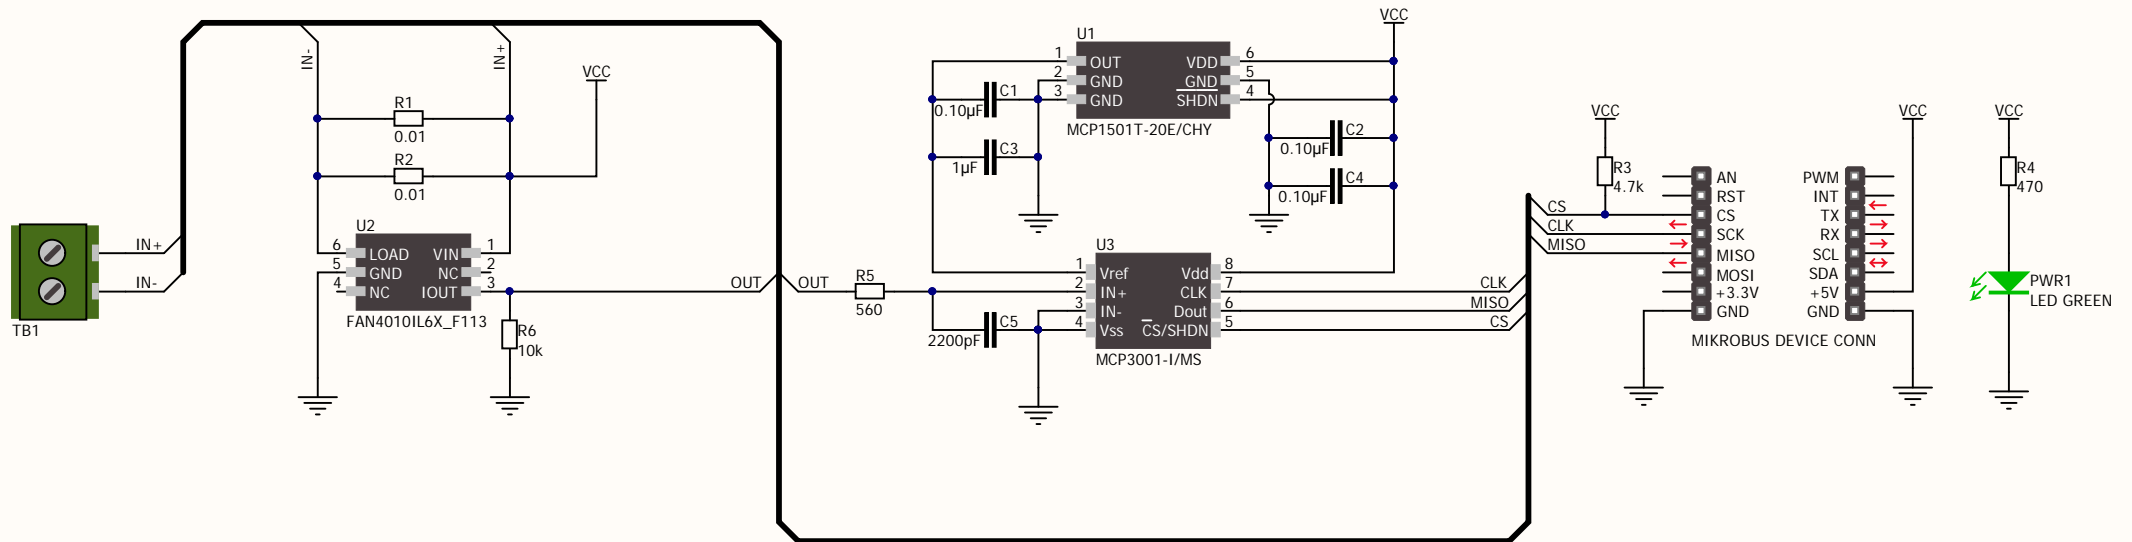 IN-
IN+
VCC
R1
0.01
R2
0.01
U2
6 LOAD VIN 1
5 GND NC 2
4 NC IOUT 3
FAN4010IL6X_F113
R6
10k
IN+
IN-
TB1
OUT
OUT
R5
560
U1
1 OUT VDD 6
2 GND GND 5
3 GND SHDN 4
MCP1501T-20E/CHY
C1
0.10µF
C3
1µF
VCC
C2
0.10µF
C4
0.10µF
U3
1 Vref Vdd 8
2 IN+ CLK 7
3 IN- Dout 6
4 Vss CS/SHDN 5
MCP3001-I/MS
C5
2200pF
CLK
MISO
CS
CS
CLK
MISO
VCC
R3
4.7k
AN PWM
RST INT
CS TX
SCK RX
MISO SCL
MOSI SDA
+3.3V +5V
GND GND
MIKROBUS DEVICE CONN
VCC
VCC
R4
470
PWR1
LED GREEN